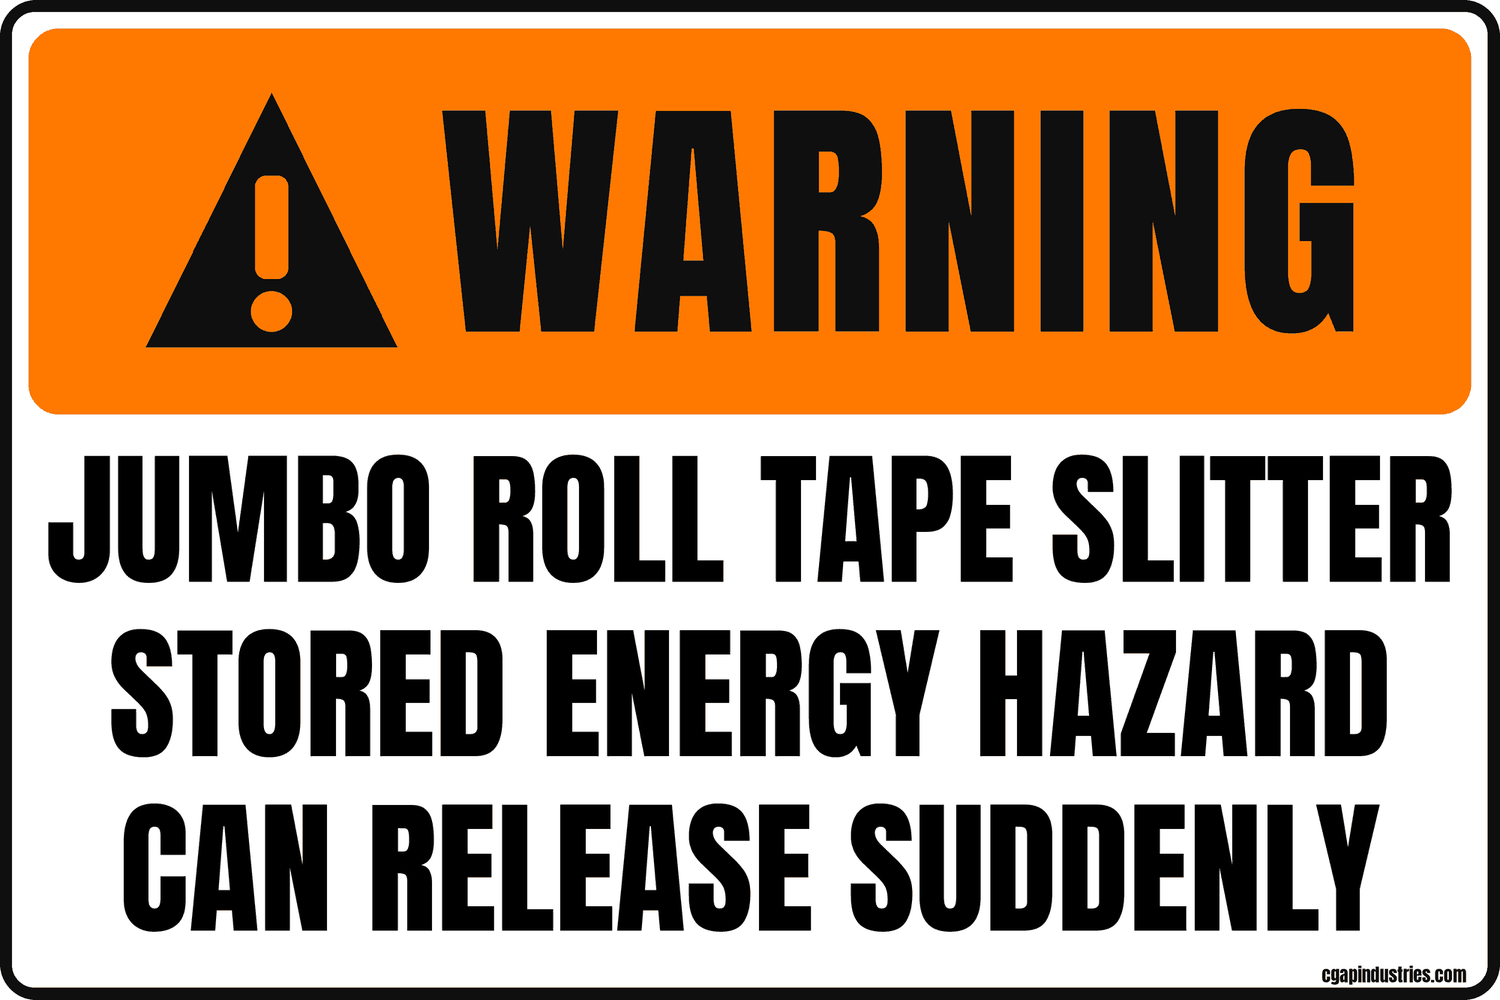 WARNING
JUMBO ROLL TAPE SLITTER
STORED ENERGY HAZARD
CAN RELEASE SUDDENLY
cgapindustries.com